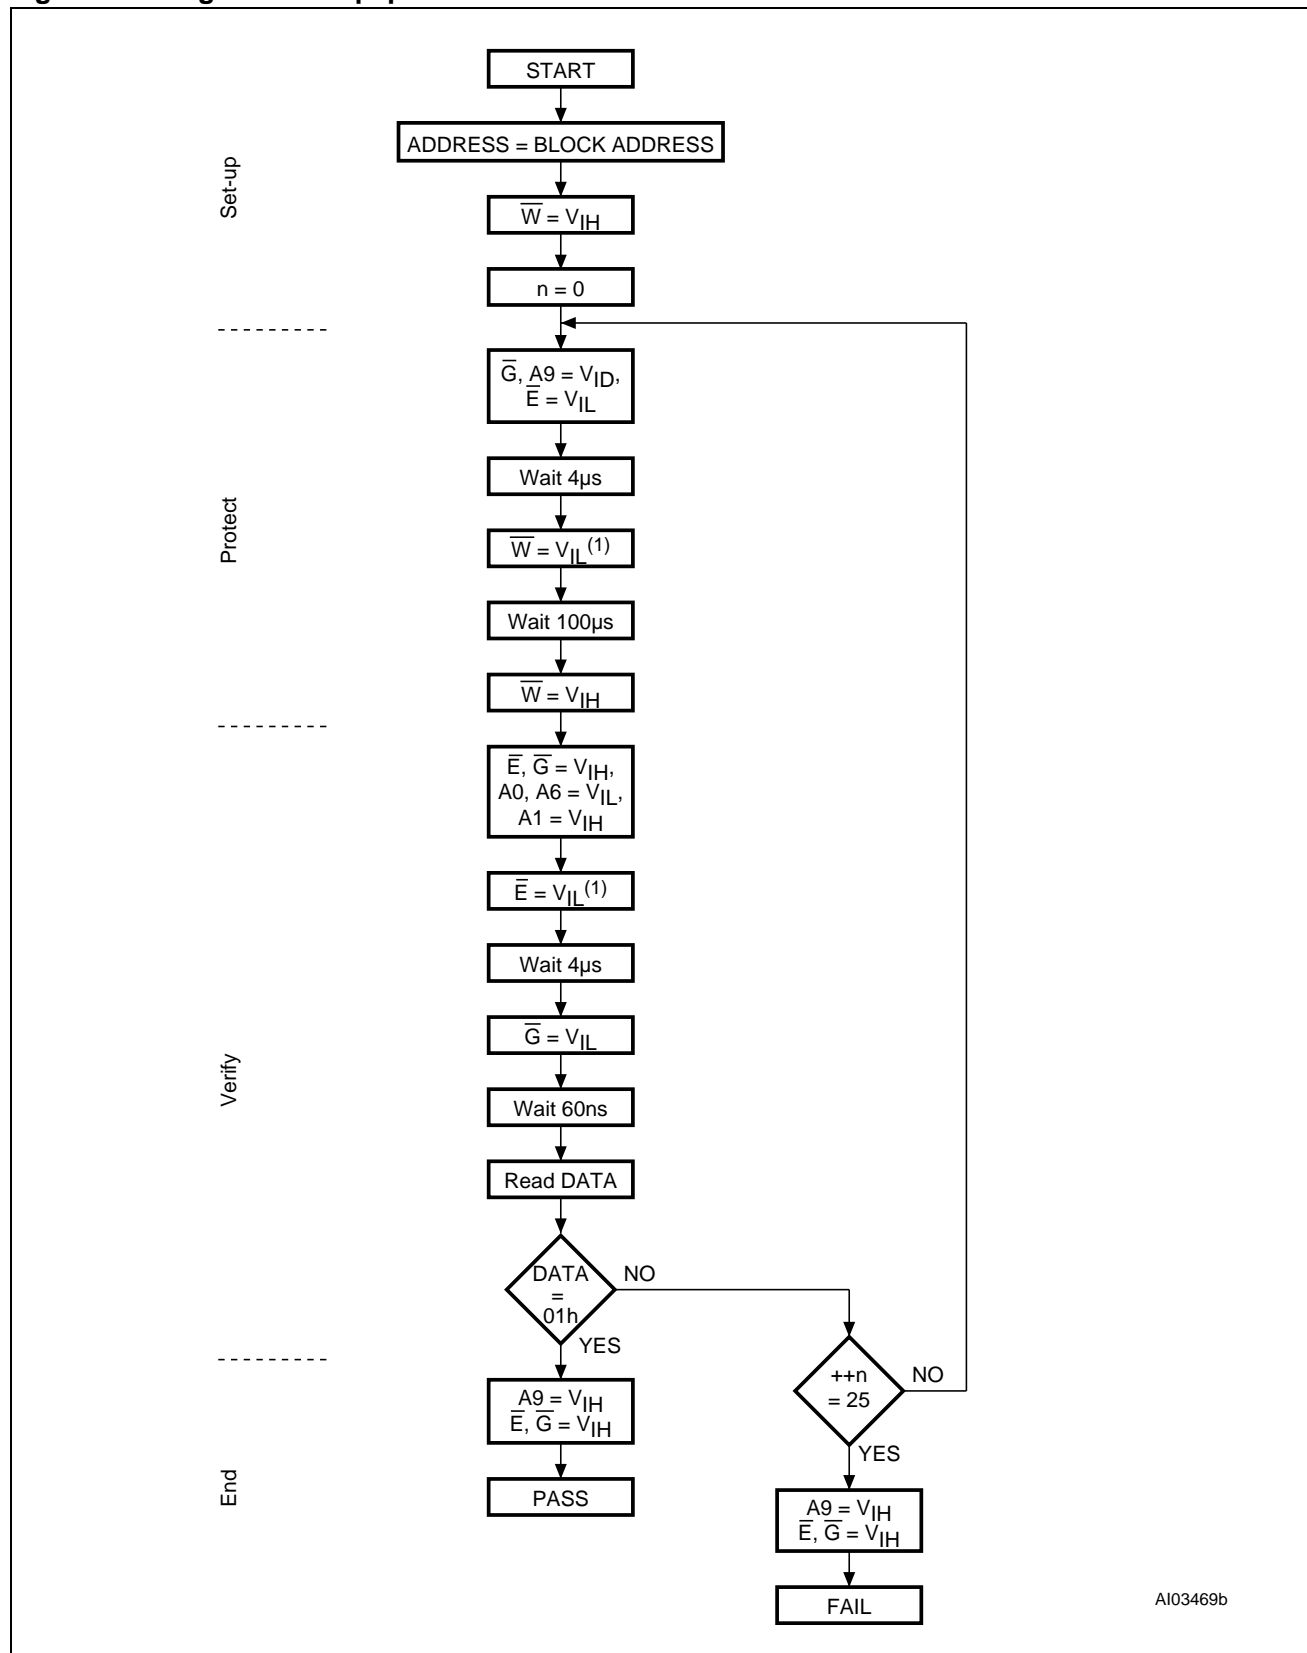 START
ADDRESS = BLOCK ADDRESS
Set-up
W̅ = VIH
n = 0
G̅, A9 = VID,
E̅ = VIL
Wait 4µs
Protect
W̅ = VIL(1)
Wait 100µs
W̅ = VIH
E̅, G̅ = VIH,
A0, A6 = VIL,
A1 = VIH
E̅ = VIL(1)
Wait 4µs
G̅ = VIL
Verify
Wait 60ns
Read DATA
DATA
=
01h
NO
YES
++n
= 25
NO
YES
A9 = VIH
E̅, G̅ = VIH
End
PASS
A9 = VIH
E̅, G̅ = VIH
FAIL
AI03469b